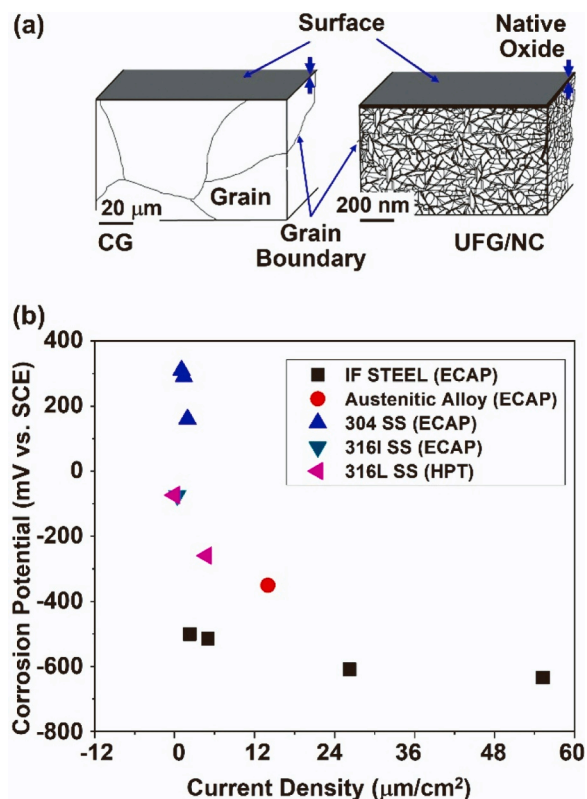 (a)
Surface
Native
Oxide
Grain
20 μm
CG
Grain
Boundary
200 nm
UFG/NC
(b)
Corrosion Potential (mV vs. SCE)
400
200
0
-200
-400
-600
-800
IF STEEL (ECAP)
Austenitic Alloy (ECAP)
304 SS (ECAP)
316l SS (ECAP)
316L SS (HPT)
-12 0 12 24 36 48 60
Current Density (μm/cm²)